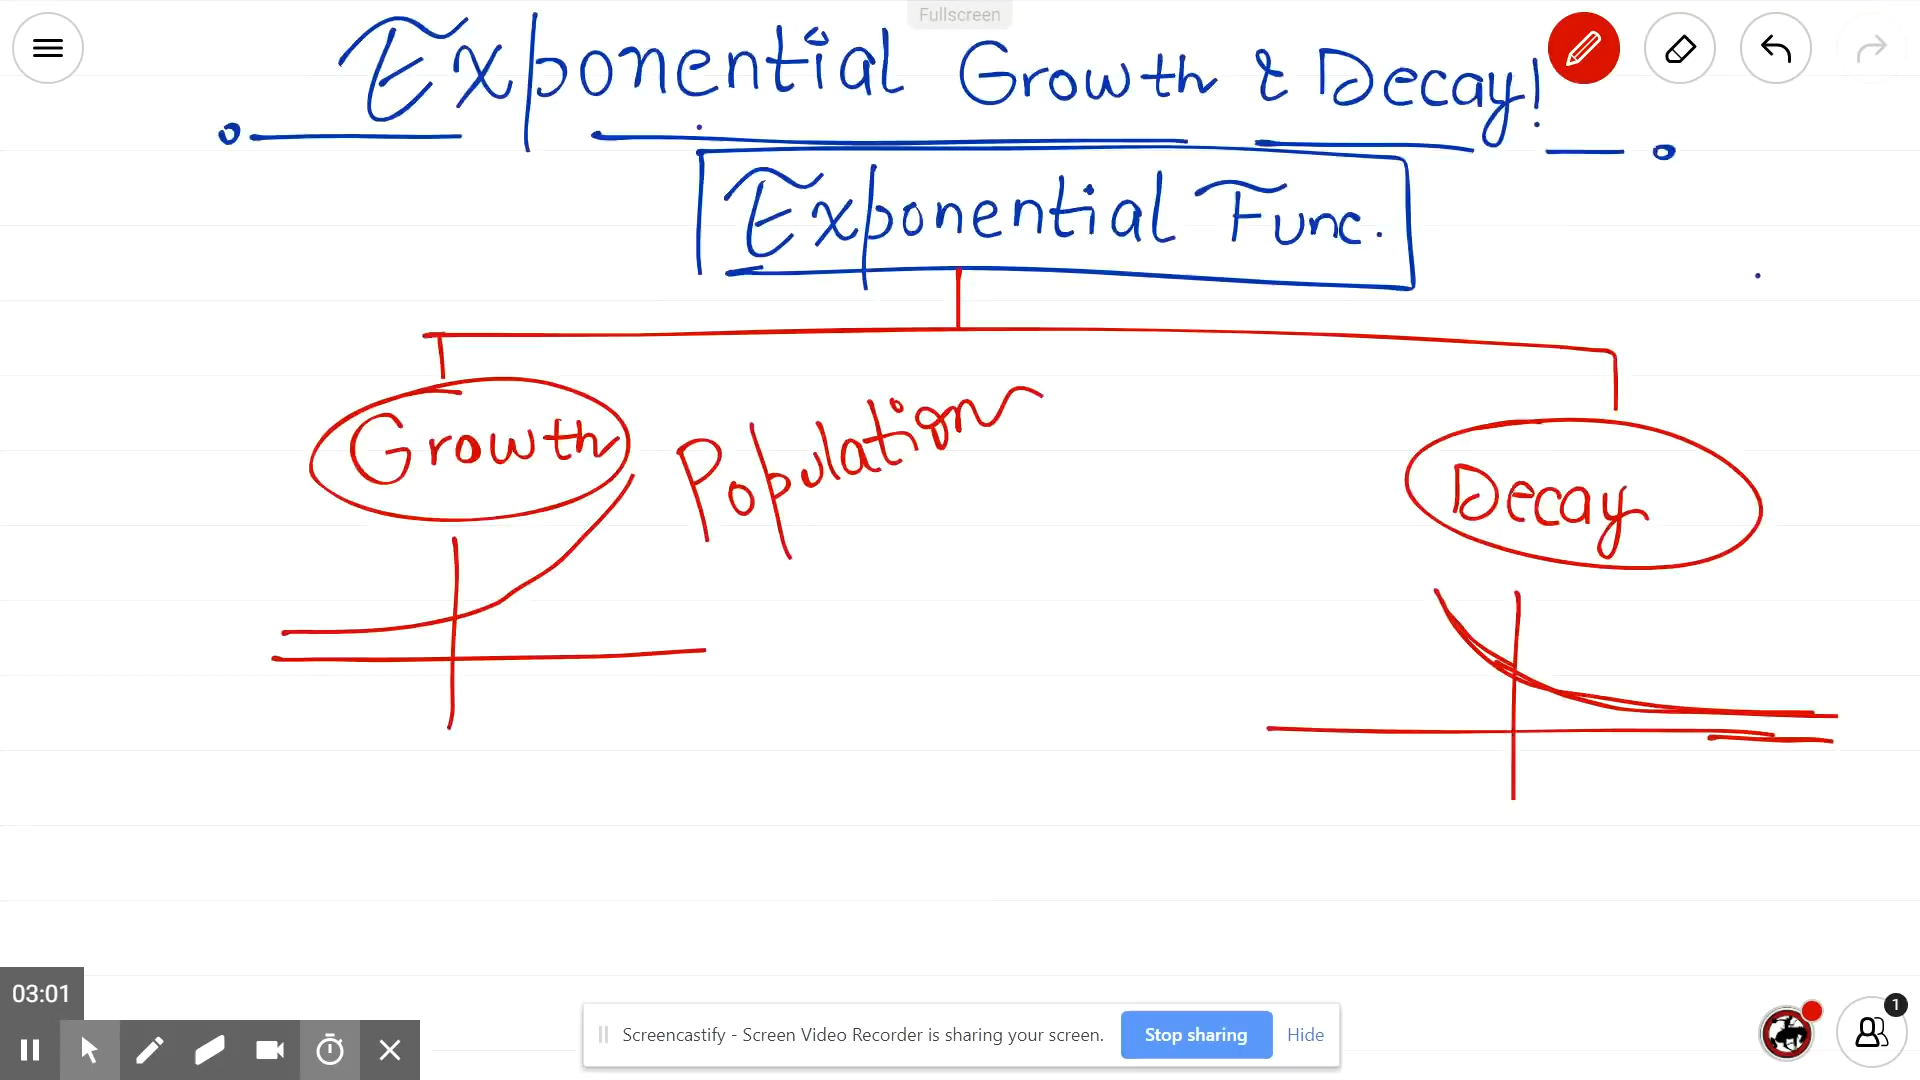 Fullscreen
Exponential Growth & Decay!
Exponential Func.
Growth
Population
Decay
03:01
Screencastify - Screen Video Recorder is sharing your screen.
Stop sharing
Hide
1